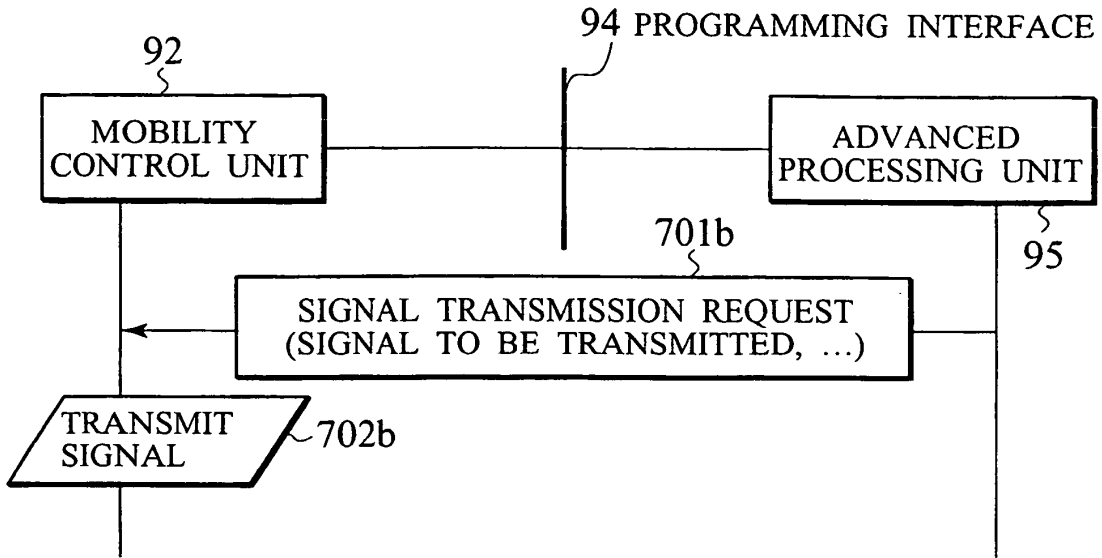 94 PROGRAMMING INTERFACE
92
MOBILITY
CONTROL UNIT
ADVANCED
PROCESSING UNIT
95
701b
SIGNAL TRANSMISSION REQUEST
(SIGNAL TO BE TRANSMITTED, ...)
TRANSMIT
SIGNAL
702b